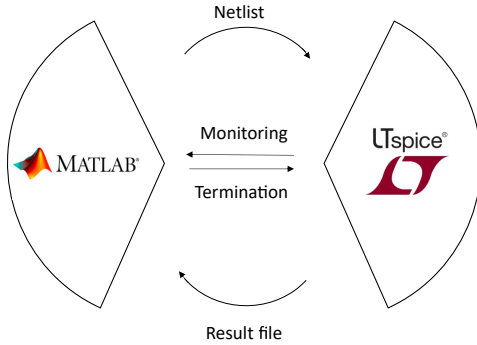 Netlist
Monitoring
MATLAB®
LTspice®
Termination
Result file